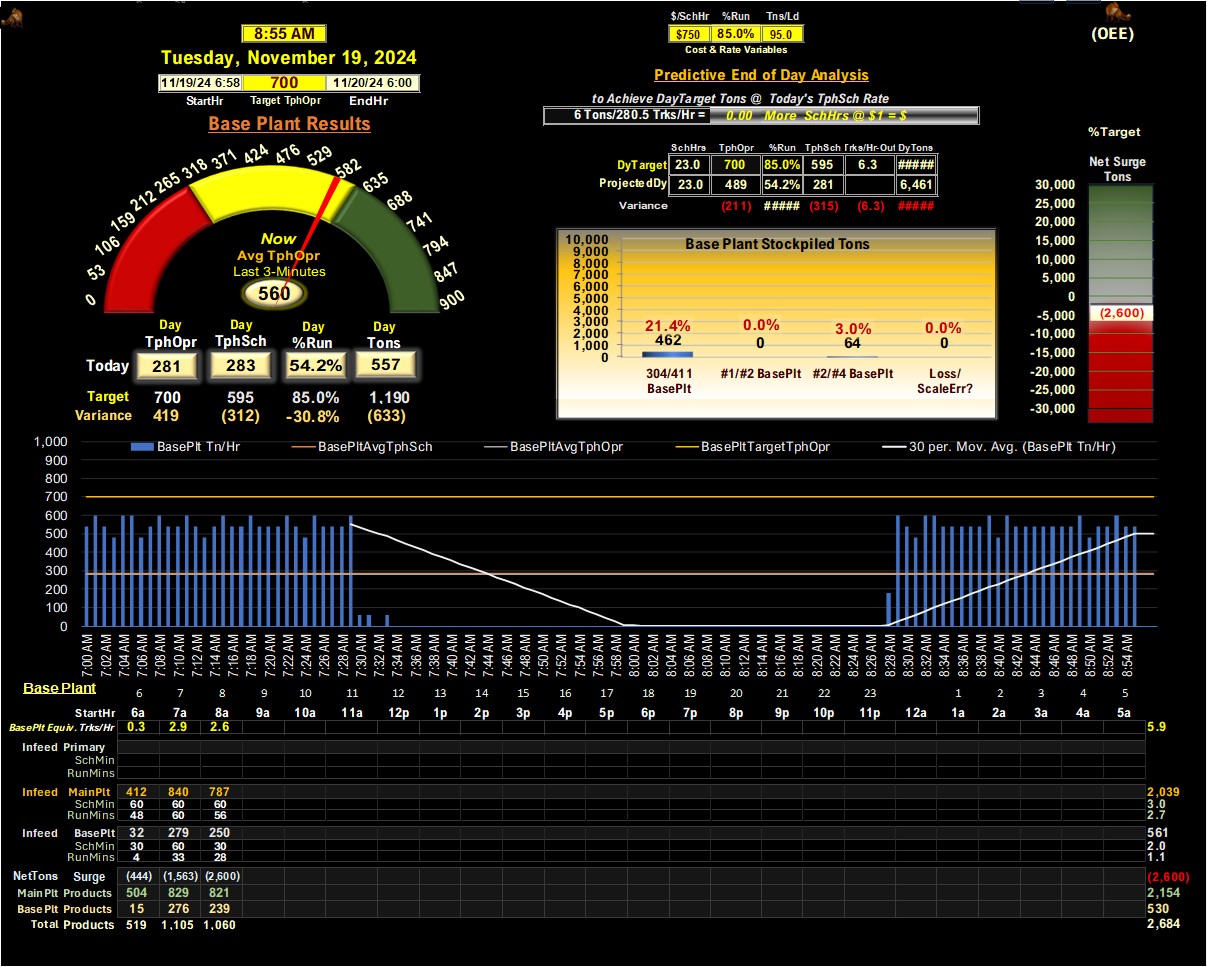 8:55 AM
Tuesday, November 19, 2024
11/19/24 6:58 700 11/20/24 6:00
StartHr Target TphOpr EndHr
Base Plant Results
$/SchHr %Run Tns/Ld
$750 85.0% 95.0
Cost & Rate Variables
(OEE)
Predictive End of Day Analysis
to Achieve DayTarget Tons @ Today's TphSch Rate
6 Tons/280.5 Trks/Hr = 0.00 More SchHrs @ $1 = $
SchHrs TphOpr %Run TphSch Trks/Hr-Out DyTons
DyTarget 23.0 700 85.0% 595 6.3 #####
ProjectedDy 23.0 489 54.2% 281 6,461
Variance (211) ##### (315) (6.3) #####
%Target
Net Surge
Tons
30,000
25,000
20,000
15,000
10,000
5,000
0
-5,000
-10,000
-15,000
-20,000
-25,000
-30,000
(2,600)
0 53 106 159 212 265 318 371 424 476 529 582 635 688 741 794 847 900
Now
Avg TphOpr
Last 3-Minutes
560
Day Day Day Day
TphOpr TphSch %Run Tons
Today 281 283 54.2% 557
Target 700 595 85.0% 1,190
Variance 419 (312) -30.8% (633)
Base Plant Stockpiled Tons
10,000
9,000
8,000
7,000
6,000
5,000
4,000
3,000
2,000
1,000
0
21.4% 0.0% 3.0% 0.0%
462 0 64 0
304/411 #1/#2 BasePlt #2/#4 BasePlt Loss/
BasePlt ScaleErr?
BasePlt Tn/Hr BasePltAvgTphSch BasePltAvgTphOpr BasePltTargetTphOpr 30 per. Mov. Avg. (BasePlt Tn/Hr)
1,000
900
800
700
600
500
400
300
200
100
0
7:00 AM 7:02 AM 7:04 AM 7:06 AM 7:08 AM 7:10 AM 7:12 AM 7:14 AM 7:16 AM 7:18 AM 7:20 AM 7:22 AM 7:24 AM 7:26 AM 7:28 AM 7:30 AM 7:32 AM 7:34 AM 7:36 AM 7:38 AM 7:40 AM 7:42 AM 7:44 AM 7:46 AM 7:48 AM 7:50 AM 7:52 AM 7:54 AM 7:56 AM 7:58 AM 8:00 AM 8:02 AM 8:04 AM 8:06 AM 8:08 AM 8:10 AM 8:12 AM 8:14 AM 8:16 AM 8:18 AM 8:20 AM 8:22 AM 8:24 AM 8:26 AM 8:28 AM 8:30 AM 8:32 AM 8:34 AM 8:36 AM 8:38 AM 8:40 AM 8:42 AM 8:44 AM 8:46 AM 8:48 AM 8:50 AM 8:52 AM 8:54 AM
Base Plant 6 7 8 9 10 11 12 13 14 15 16 17 18 19 20 21 22 23 1 2 3 4 5
StartHr 6a 7a 8a 9a 10a 11a 12p 1p 2p 3p 4p 5p 6p 7p 8p 9p 10p 11p 12a 1a 2a 3a 4a 5a
BasePlt Equiv. Trks/Hr 0.3 2.9 2.6 5.9
Infeed Primary
SchMin
RunMins
Infeed MainPlt 412 840 787 2,039
SchMin 60 60 60 3.0
RunMins 48 60 56 2.7
Infeed BasePlt 32 279 250 561
SchMin 30 60 30 2.0
RunMins 4 33 28 1.1
NetTons Surge (444) (1,563) (2,600) (2,600)
MainPlt Products 504 829 821 2,154
BasePlt Products 15 276 239 530
Total Products 519 1,105 1,060 2,684